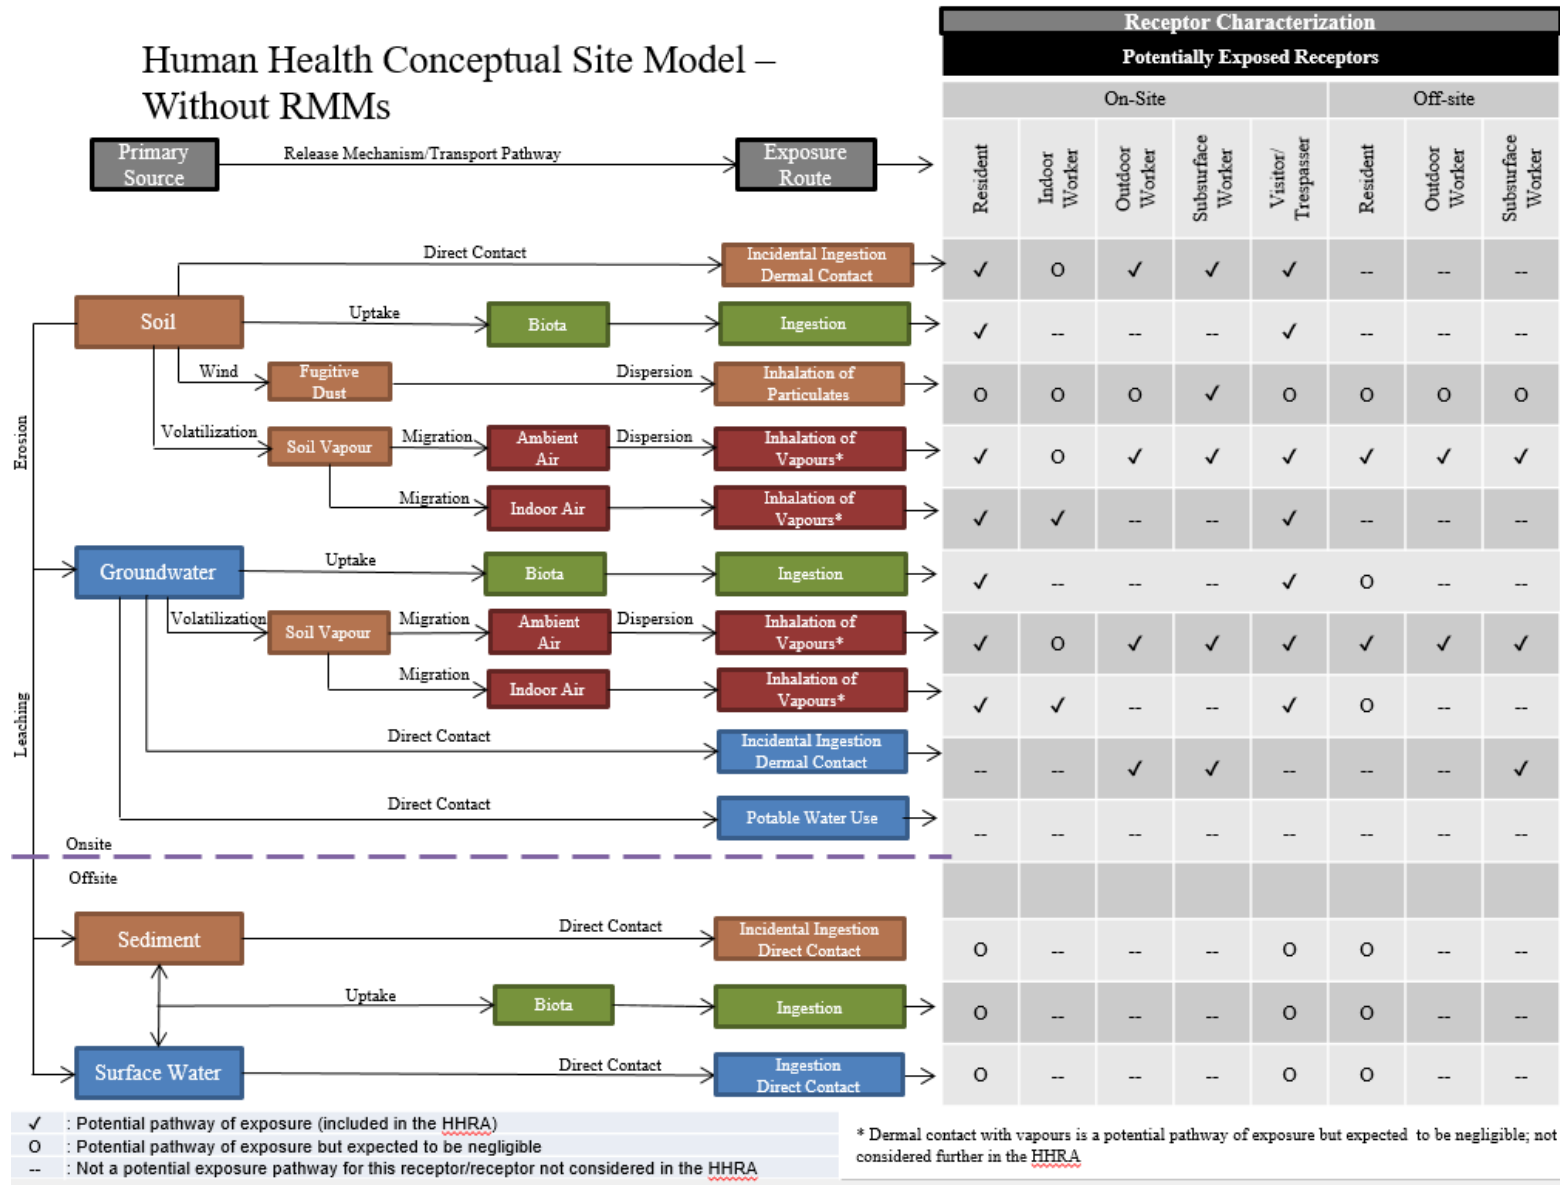 Human Health Conceptual Site Model –
Without RMMs
Receptor Characterization
Potentially Exposed Receptors
On-Site
Off-site
Primary
Source
Release Mechanism/Transport Pathway
Exposure
Route
Resident
Indoor
Worker
Outdoor
Worker
Subsurface
Worker
Visitor/
Trespasser
Resident
Outdoor
Worker
Subsurface
Worker
Direct Contact
Incidental Ingestion
Dermal Contact
✓ O ✓ ✓ ✓ -- -- --
Soil
Uptake
Biota
Ingestion
✓ -- -- -- ✓ -- -- --
Wind
Fugitive
Dust
Dispersion
Inhalation of
Particulates
O O O ✓ O O O O
Erosion
Volatilization
Soil Vapour
Migration
Ambient
Air
Dispersion
Inhalation of
Vapours*
✓ O ✓ ✓ ✓ ✓ ✓ ✓
Migration
Indoor Air
Inhalation of
Vapours*
✓ ✓ -- -- ✓ -- -- --
Groundwater
Uptake
Biota
Ingestion
✓ -- -- -- ✓ O -- --
Volatilization
Soil Vapour
Migration
Ambient
Air
Dispersion
Inhalation of
Vapours*
✓ O ✓ ✓ ✓ ✓ ✓ ✓
Migration
Indoor Air
Inhalation of
Vapours*
✓ ✓ -- -- ✓ O -- --
Leaching
Direct Contact
Incidental Ingestion
Dermal Contact
-- -- ✓ ✓ -- -- -- ✓
Direct Contact
Potable Water Use
-- -- -- -- -- -- -- --
Onsite
Offsite
Sediment
Direct Contact
Incidental Ingestion
Direct Contact
O -- -- -- O O -- --
Uptake
Biota
Ingestion
O -- -- -- O O -- --
Surface Water
Direct Contact
Ingestion
Direct Contact
O -- -- -- O O -- --
✓ : Potential pathway of exposure (included in the HHRA)
O : Potential pathway of exposure but expected to be negligible
-- : Not a potential exposure pathway for this receptor/receptor not considered in the HHRA
* Dermal contact with vapours is a potential pathway of exposure but expected to be negligible; not
considered further in the HHRA